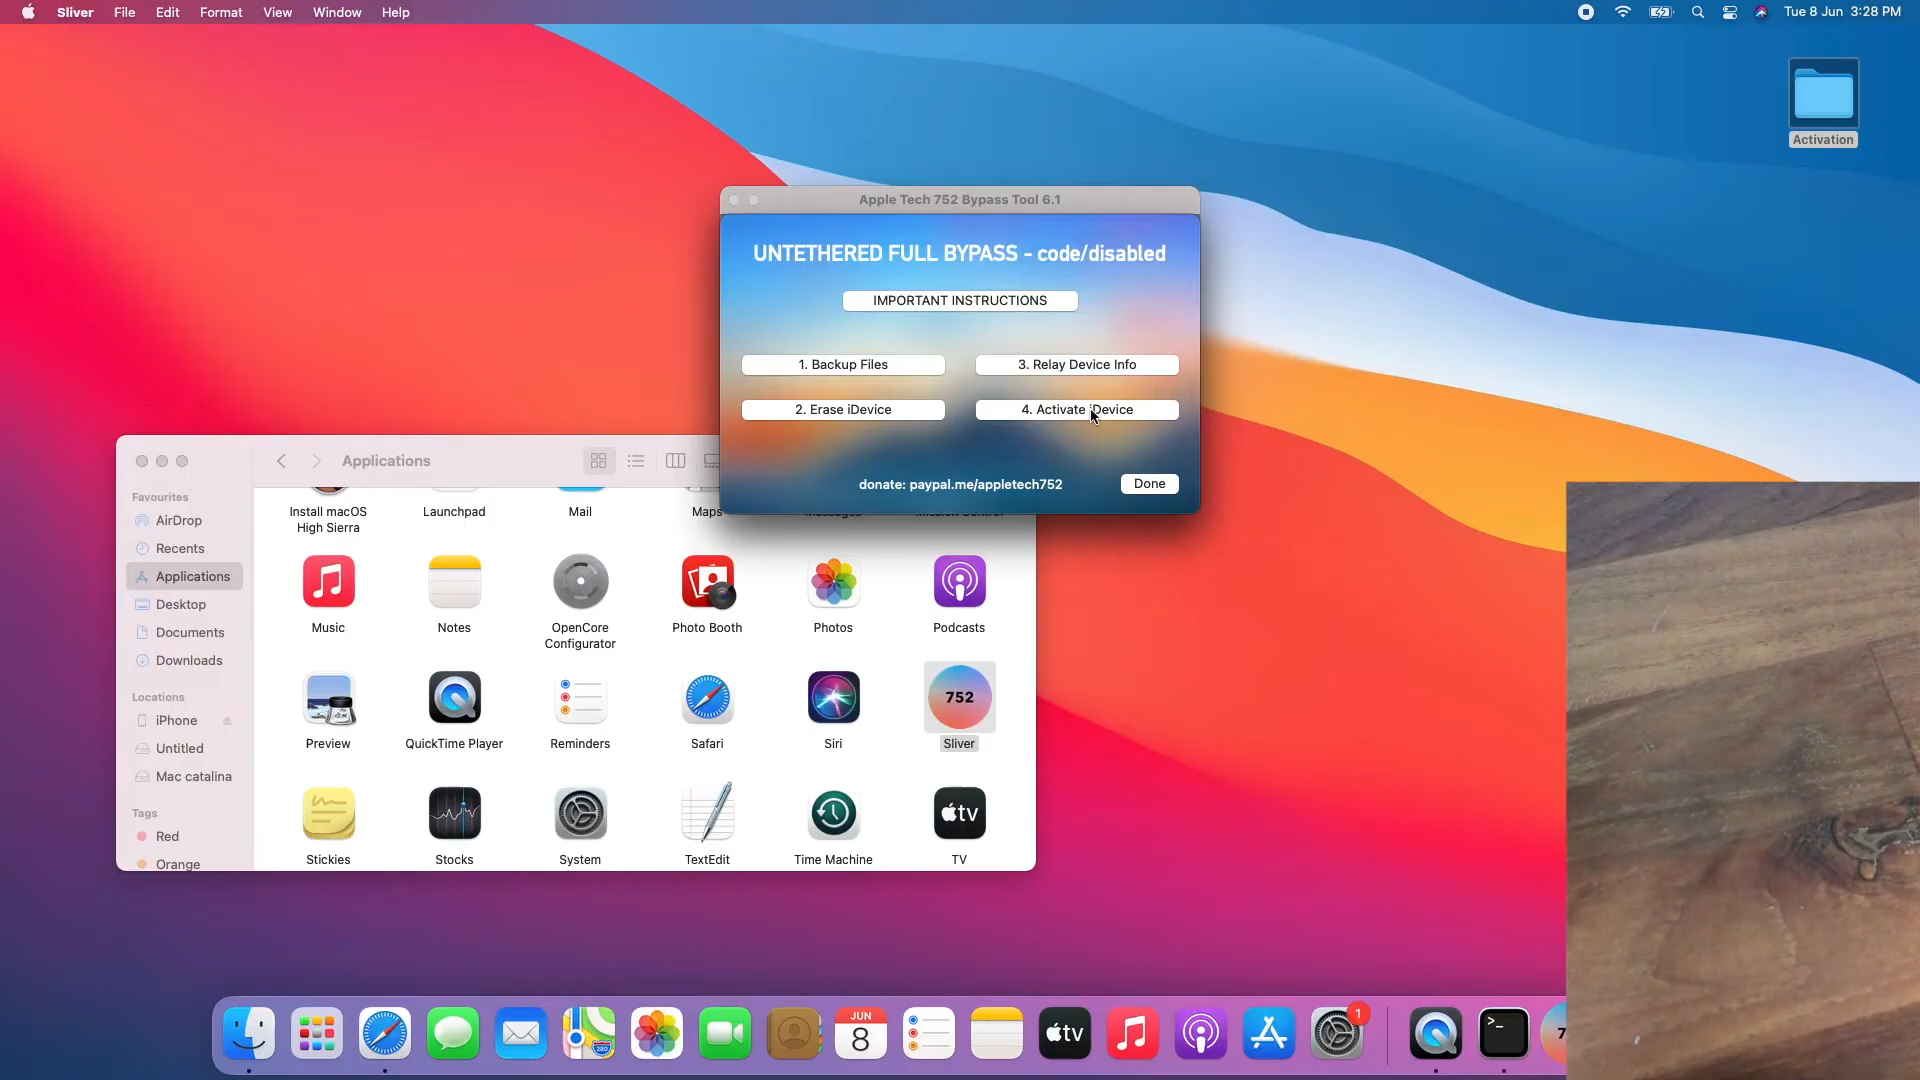 Sliver File Edit Format View Window Help
Tue 8 Jun 3:28 PM
Activation
Apple Tech 752 Bypass Tool 6.1
UNTETHERED FULL BYPASS - code/disabled
IMPORTANT INSTRUCTIONS
1. Backup Files
3. Relay Device Info
2. Erase iDevice
4. Activate iDevice
donate: paypal.me/appletech752
Done
Applications
Favourites
AirDrop
Recents
Applications
Desktop
Documents
Downloads
Locations
iPhone
Untitled
Mac catalina
Tags
Red
Orange
Install macOS
High Sierra
Launchpad
Mail
Maps
Music
Notes
OpenCore
Configurator
Photo Booth
Photos
Podcasts
752
Preview
QuickTime Player
Reminders
Safari
Siri
Sliver
tv
Stickies
Stocks
System
TextEdit
Time Machine
TV
280
JUN
8
tv
1
>_
7